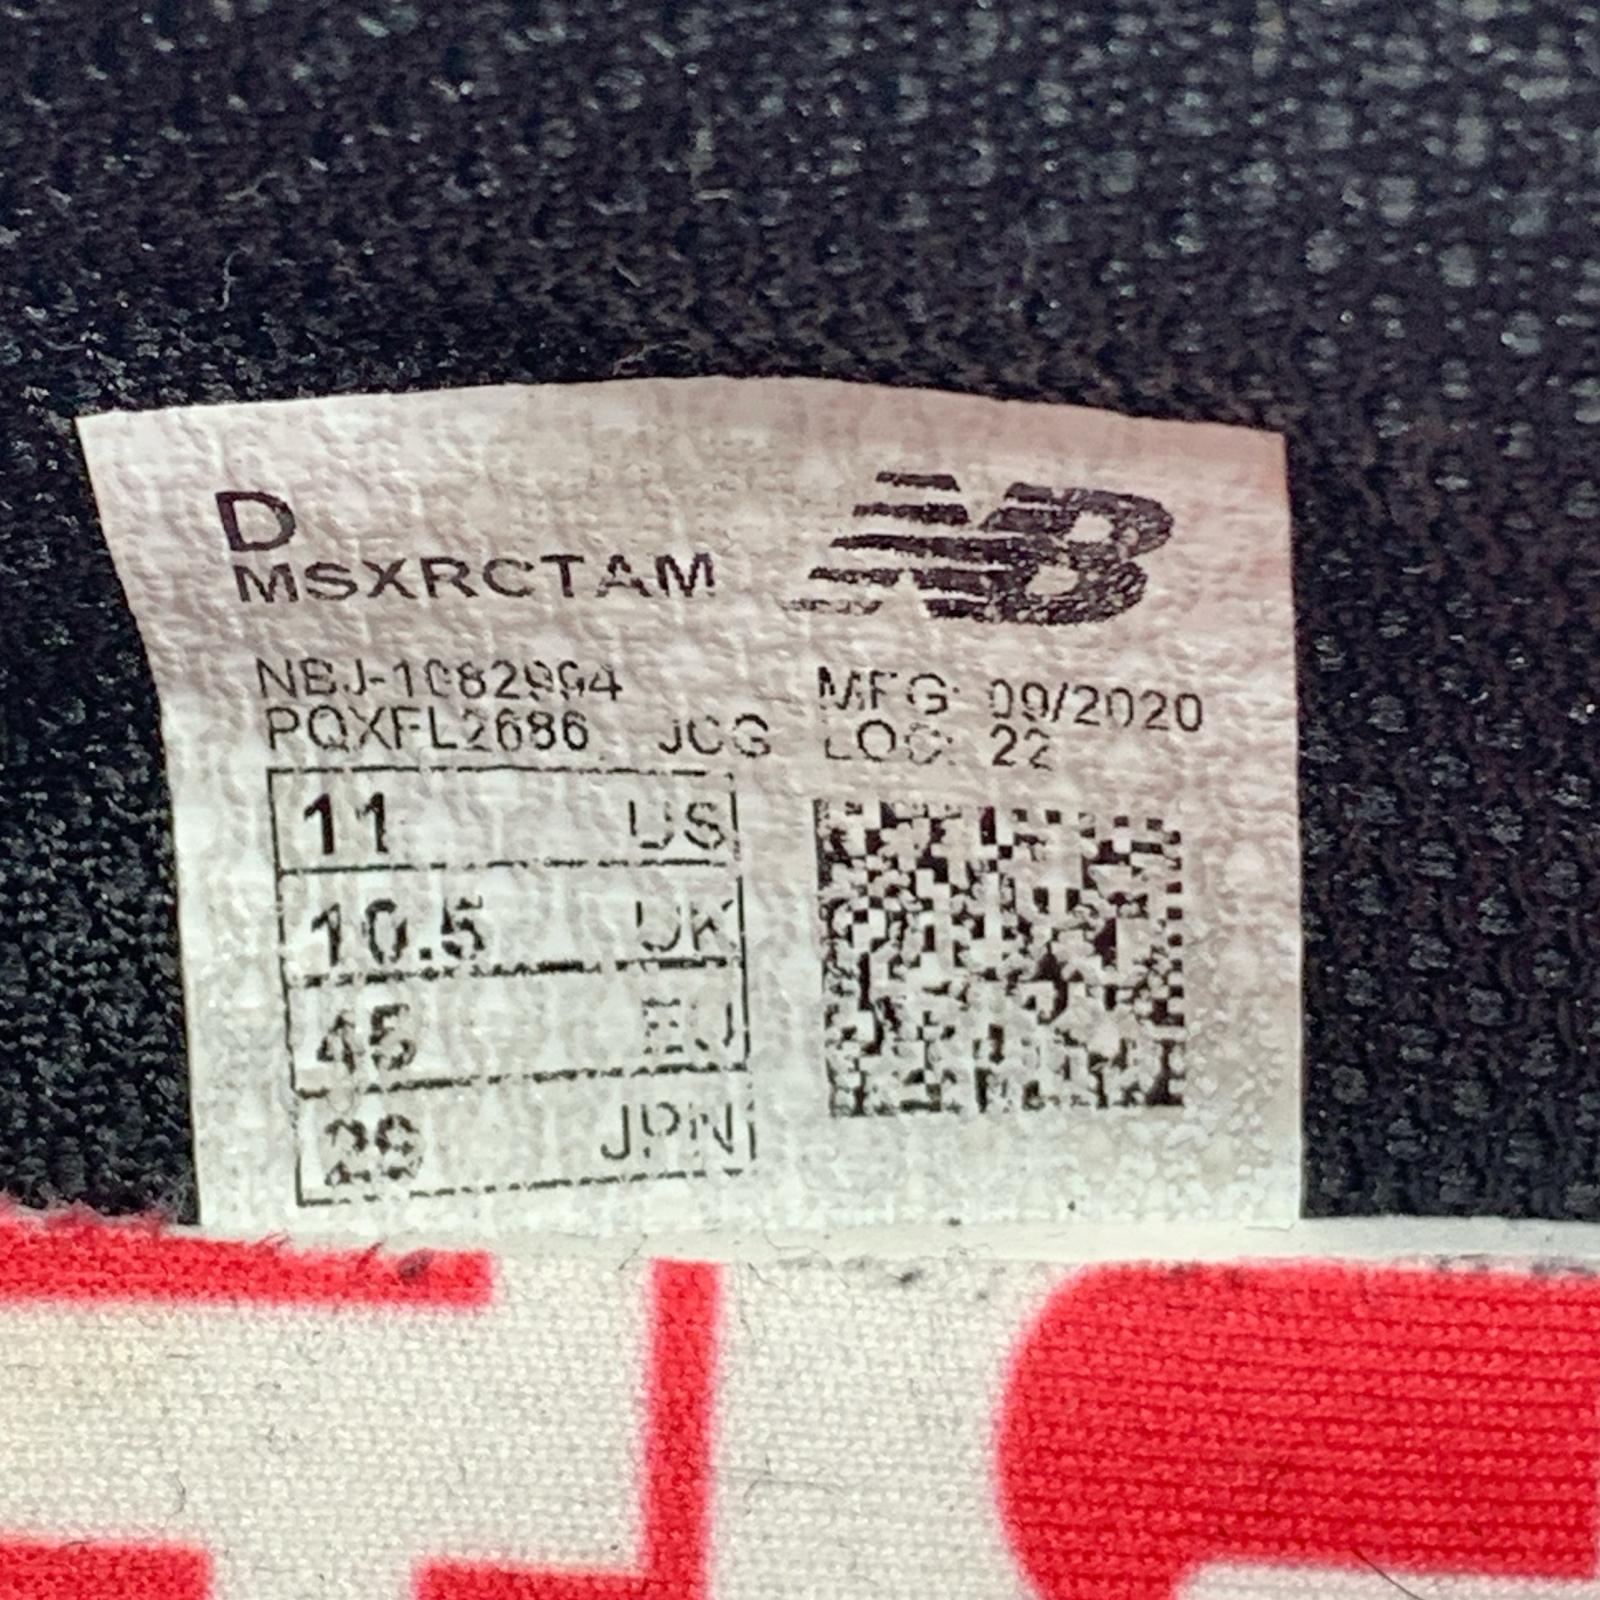 D
MSXRCTAM
NB
NBJ-1082994
PQXFL2686 JCG
MFG: 09/2020
LOC: 22
11 US
10.5 UK
45 EU
29 JPN